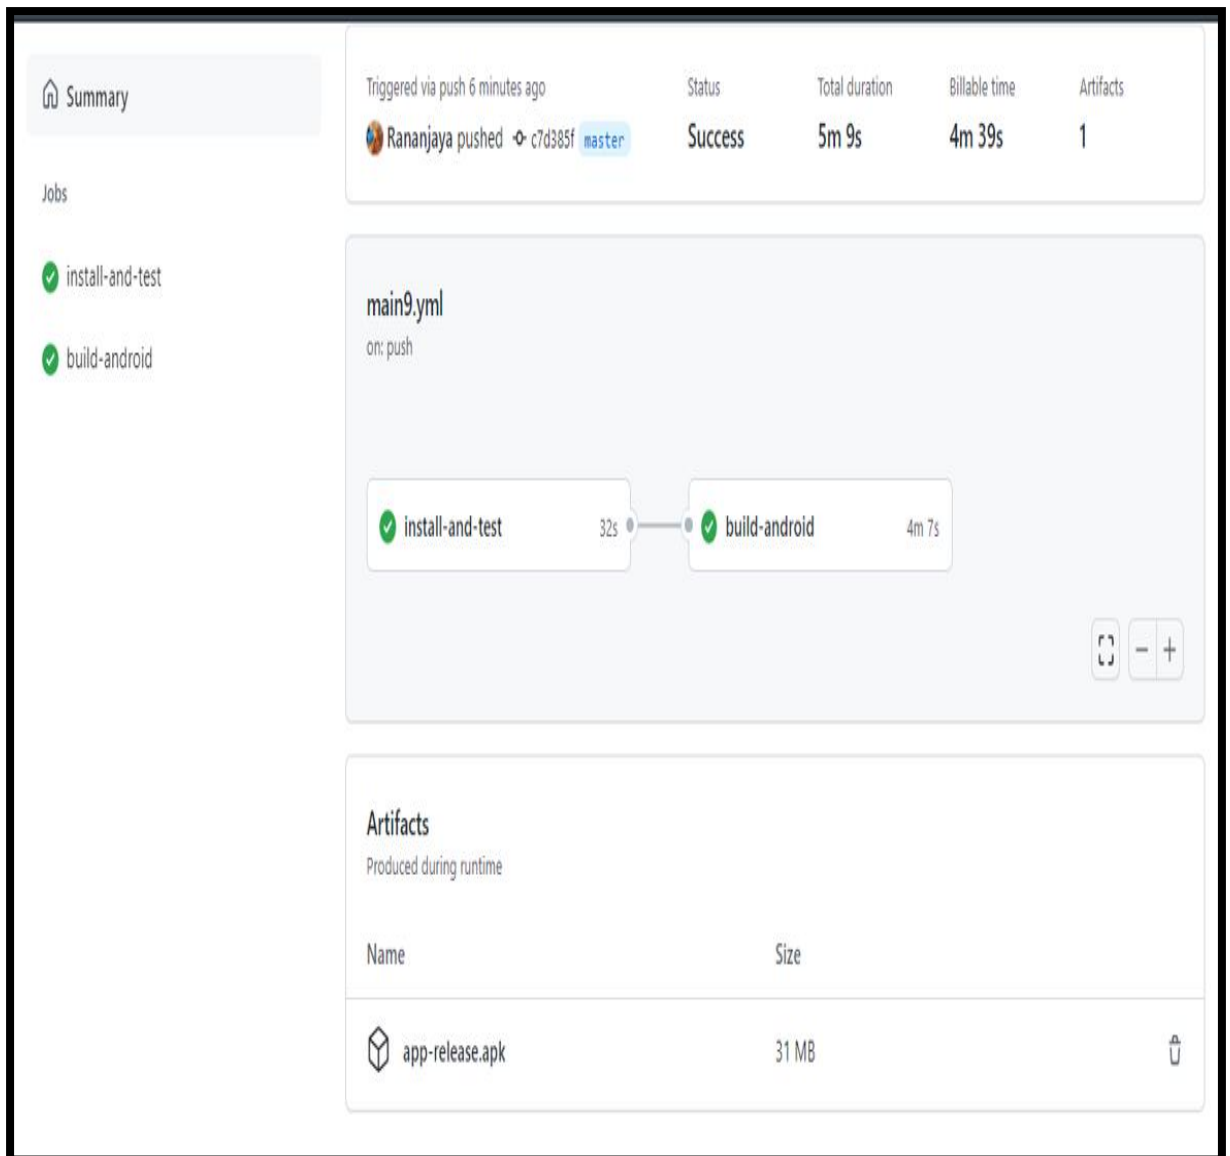 Summary
Jobs
install-and-test
build-android
Triggered via push 6 minutes ago
Rananjaya pushed c7d385f master
Status
Success
Total duration
5m 9s
Billable time
4m 39s
Artifacts
1
main9.yml
on: push
install-and-test 32s
build-android 4m 7s
Artifacts
Produced during runtime
Name Size
app-release.apk 31 MB